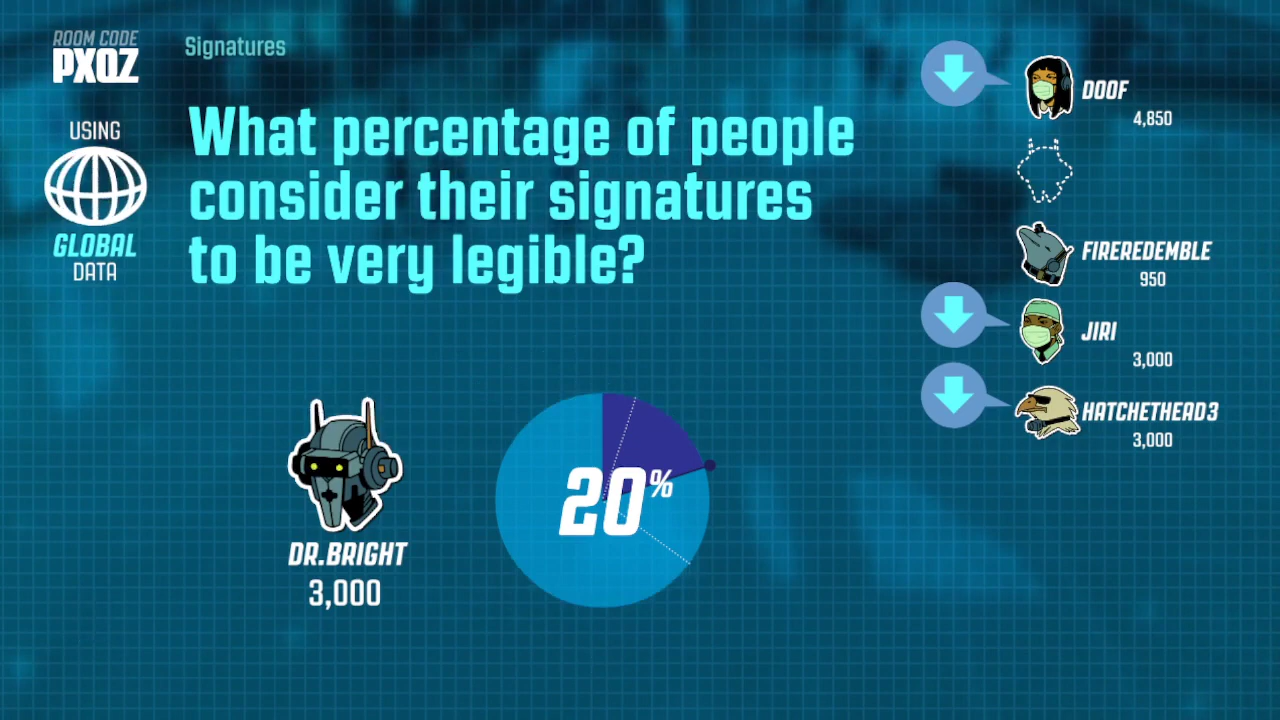 ROOM CODE
PXQZ
Signatures
USING
GLOBAL
DATA
What percentage of people
consider their signatures
to be very legible?
DOOF
4,850
FIREREDEMBLE
950
JIRI
3,000
HATCHETHEAD3
3,000
DR.BRIGHT
3,000
20%